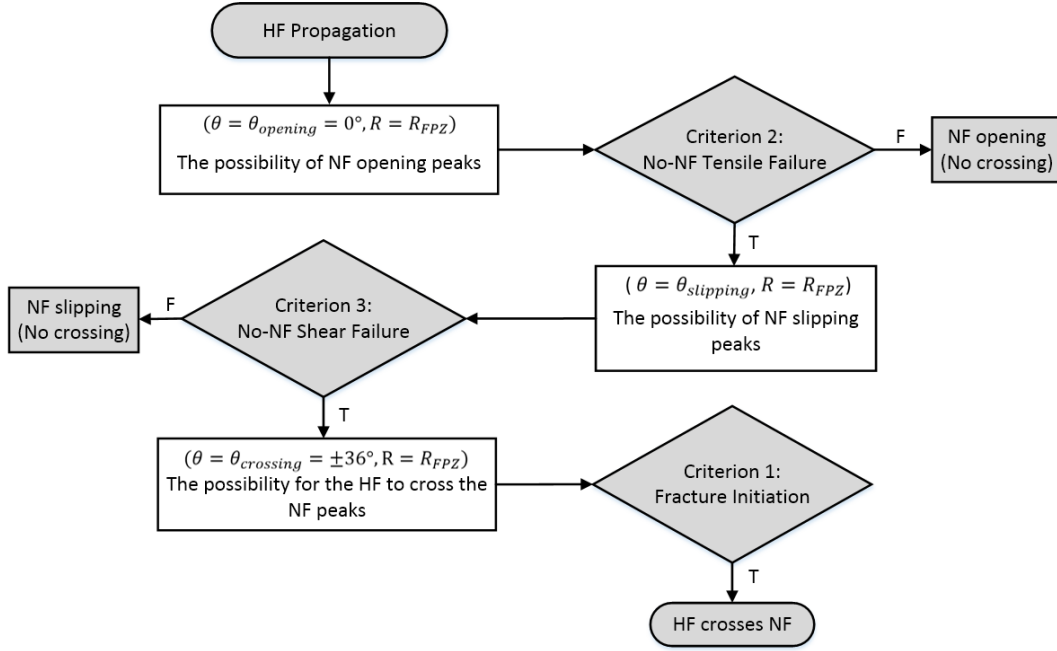 HF Propagation
(θ = θ_opening = 0°, R = R_FPZ)
The possibility of NF opening peaks
Criterion 2:
No-NF Tensile Failure
F
NF opening
(No crossing)
T
(θ = θ_slipping, R = R_FPZ)
The possibility of NF slipping
peaks
Criterion 3:
No-NF Shear Failure
F
NF slipping
(No crossing)
T
(θ = θ_crossing = ±36°, R = R_FPZ)
The possibility for the HF to cross the
NF peaks
Criterion 1:
Fracture Initiation
T
HF crosses NF